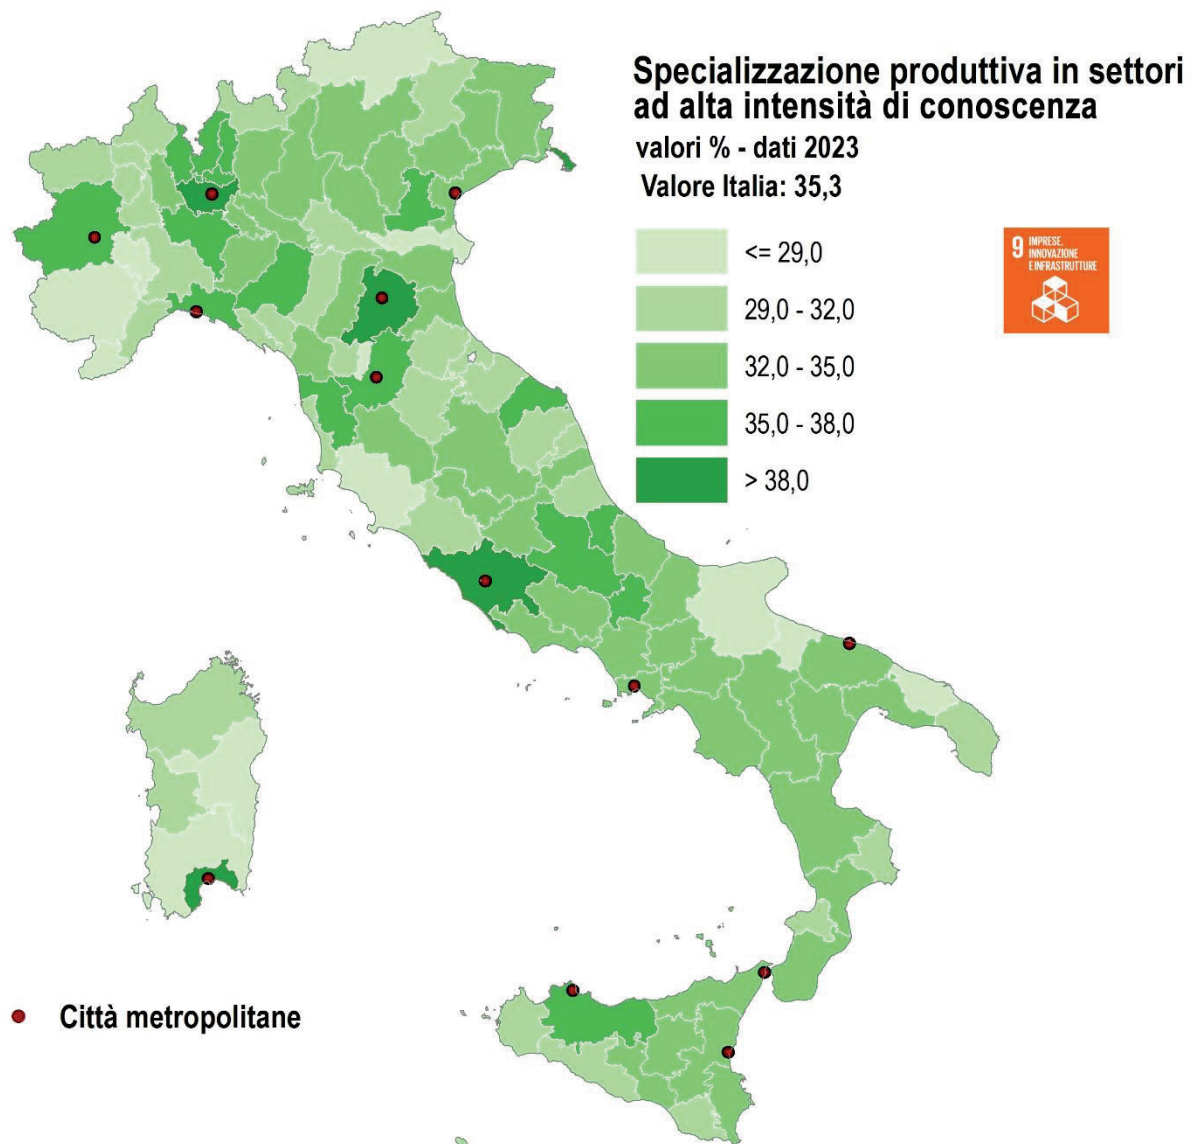 Specializzazione produttiva in settori
ad alta intensità di conoscenza
valori % - dati 2023
Valore Italia: 35,3
<= 29,0
29,0 - 32,0
32,0 - 35,0
35,0 - 38,0
> 38,0
9 IMPRESE,
INNOVAZIONE
E INFRASTRUTTURE
Città metropolitane